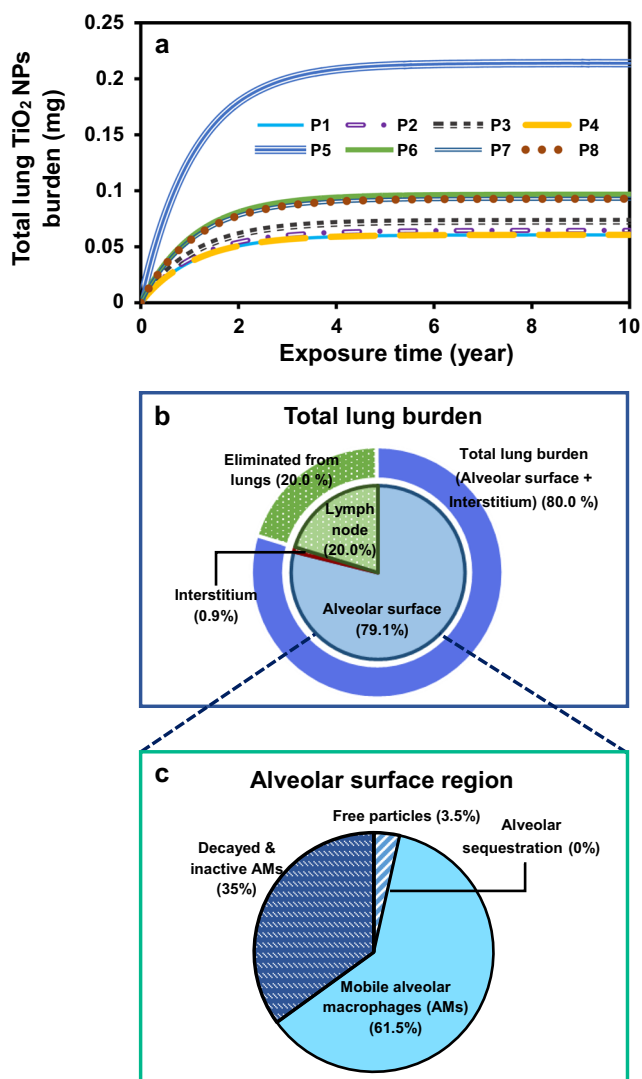 a
Total lung TiO₂ NPs
burden (mg)
0.25
0.2
0.15
0.1
0.05
0
P1 P2 P3 P4
P5 P6 P7 P8
0 2 4 6 8 10
Exposure time (year)
b Total lung burden
Eliminated from
lungs (20.0 %)
Total lung burden
(Alveolar surface +
Interstitium) (80.0 %)
Lymph
node
(20.0%)
Interstitium
(0.9%)
Alveolar surface
(79.1%)
c Alveolar surface region
Free particles (3.5%)
Alveolar
sequestration (0%)
Decayed &
inactive AMs
(35%)
Mobile alveolar
macrophages (AMs)
(61.5%)